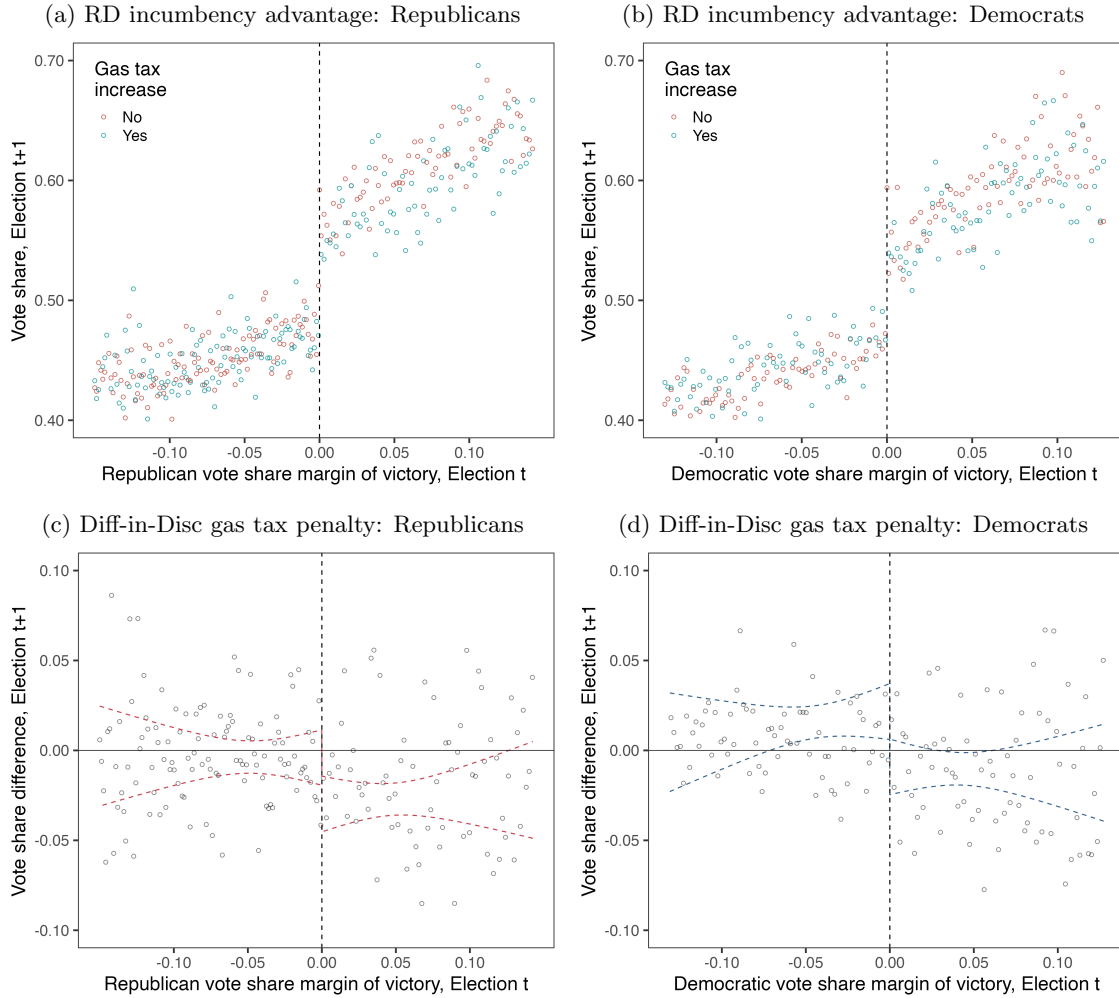 (a) RD incumbency advantage: Republicans
Vote share, Election t+1
0.70
0.60
0.50
0.40
Gas tax
increase
No
Yes
-0.10
-0.05
0.00
0.05
0.10
Republican vote share margin of victory, Election t
(b) RD incumbency advantage: Democrats
Vote share, Election t+1
0.70
0.60
0.50
0.40
Gas tax
increase
No
Yes
-0.10
-0.05
0.00
0.05
0.10
Democratic vote share margin of victory, Election t
(c) Diff-in-Disc gas tax penalty: Republicans
Vote share difference, Election t+1
0.10
0.05
0.00
-0.05
-0.10
-0.10
-0.05
0.00
0.05
0.10
Republican vote share margin of victory, Election t
(d) Diff-in-Disc gas tax penalty: Democrats
Vote share difference, Election t+1
0.10
0.05
0.00
-0.05
-0.10
-0.10
-0.05
0.00
0.05
0.10
Democratic vote share margin of victory, Election t